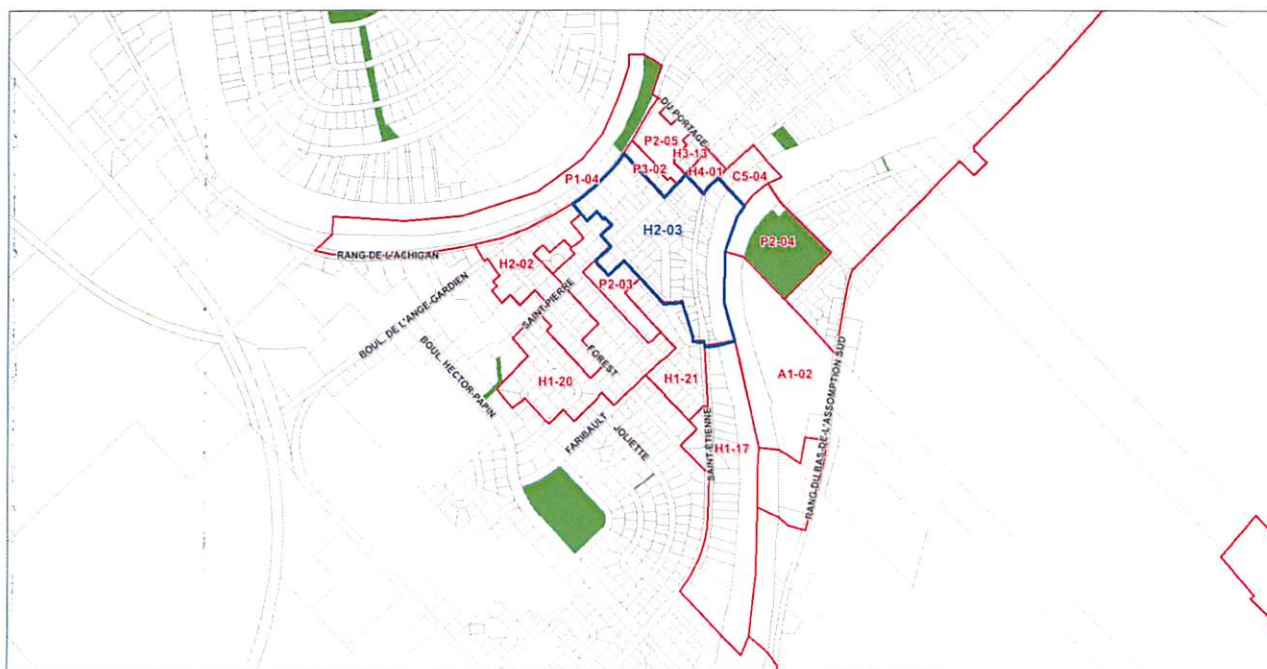 DU PORTAGE
P2-05
H3-13
P3-02
H4-01
C5-04
P1-04
H2-03
P2-04
RANG-DE-L'ACHIGAN
H2-02
P2-03
BOUL. DE L'ANGE-GARDIEN
SAINT-PIERRE
BOUL. HECTOR-PAPIN
FOREST
H1-20
H1-21
A1-02
FARIBAULT
JOLIETTE
SAINT-ÉTIENNE
H1-17
RANG DU BAS-DE-L'ASSOMPTION SUD